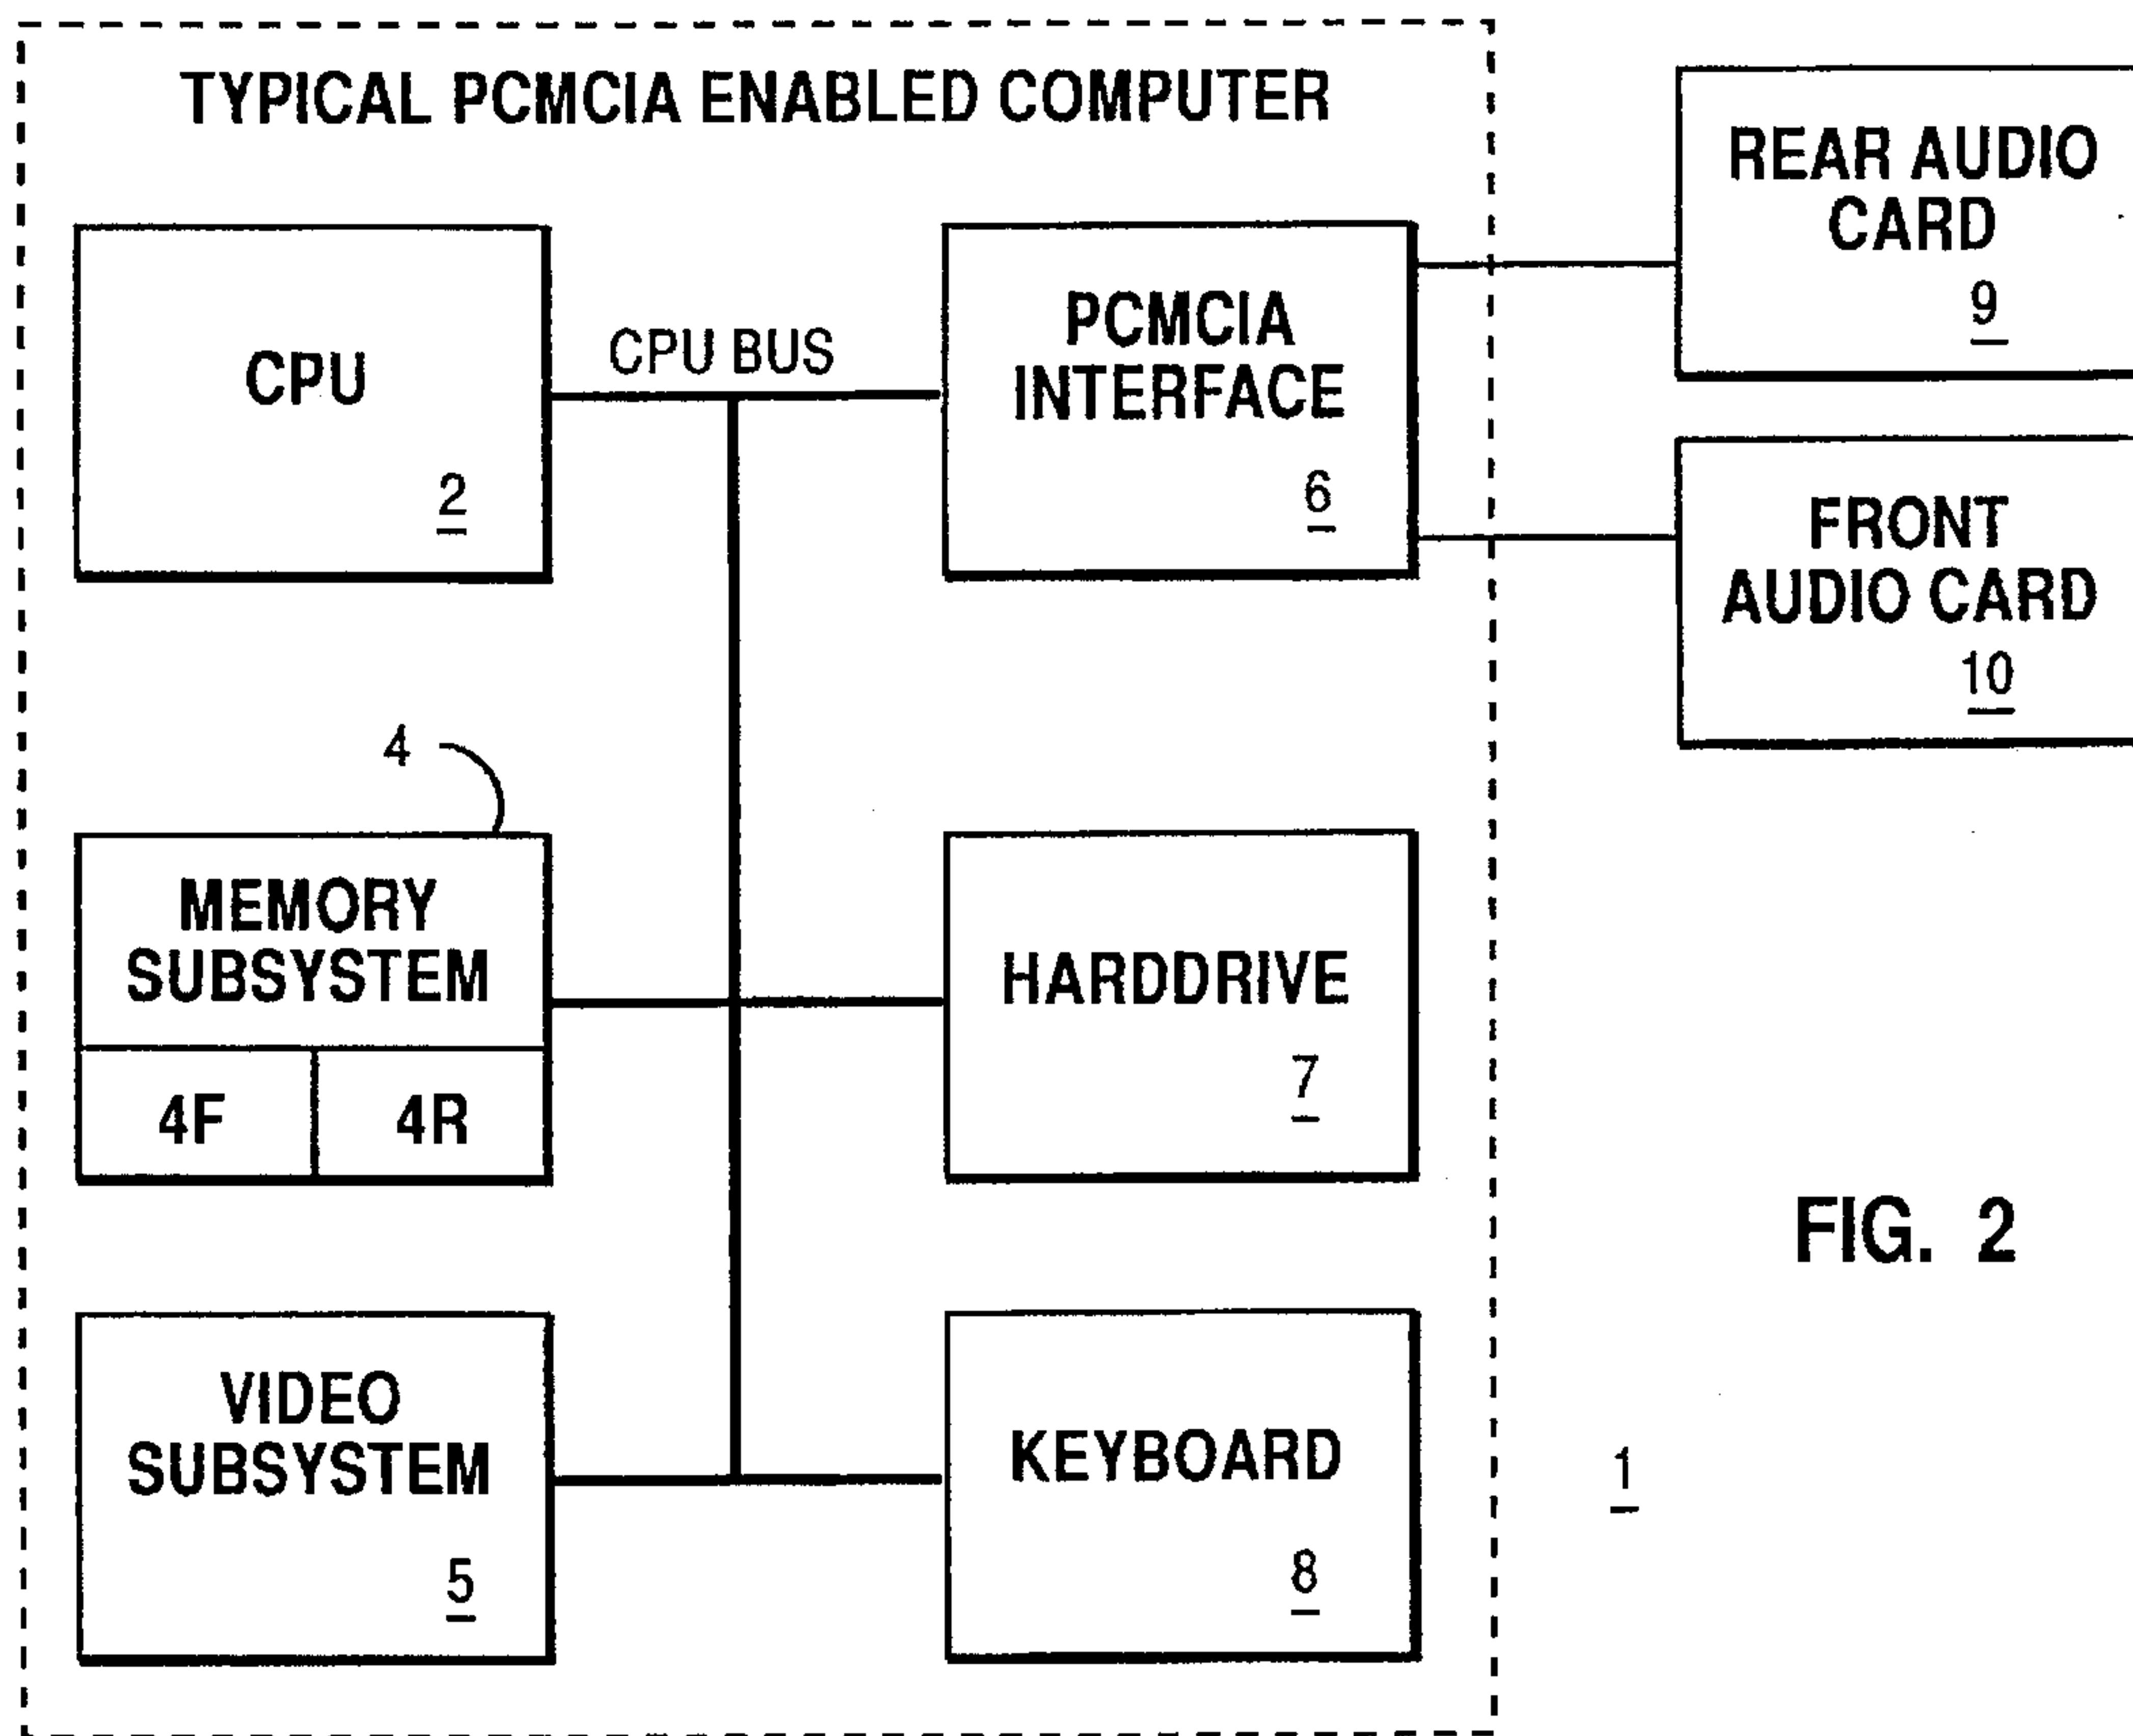 TYPICAL PCMCIA ENABLED COMPUTER
CPU
2
CPU BUS
PCMCIA
INTERFACE
6
REAR AUDIO
CARD
9
FRONT
AUDIO CARD
10
4
MEMORY
SUBSYSTEM
4F
4R
HARDDRIVE
7
VIDEO
SUBSYSTEM
5
KEYBOARD
8
FIG. 2
1